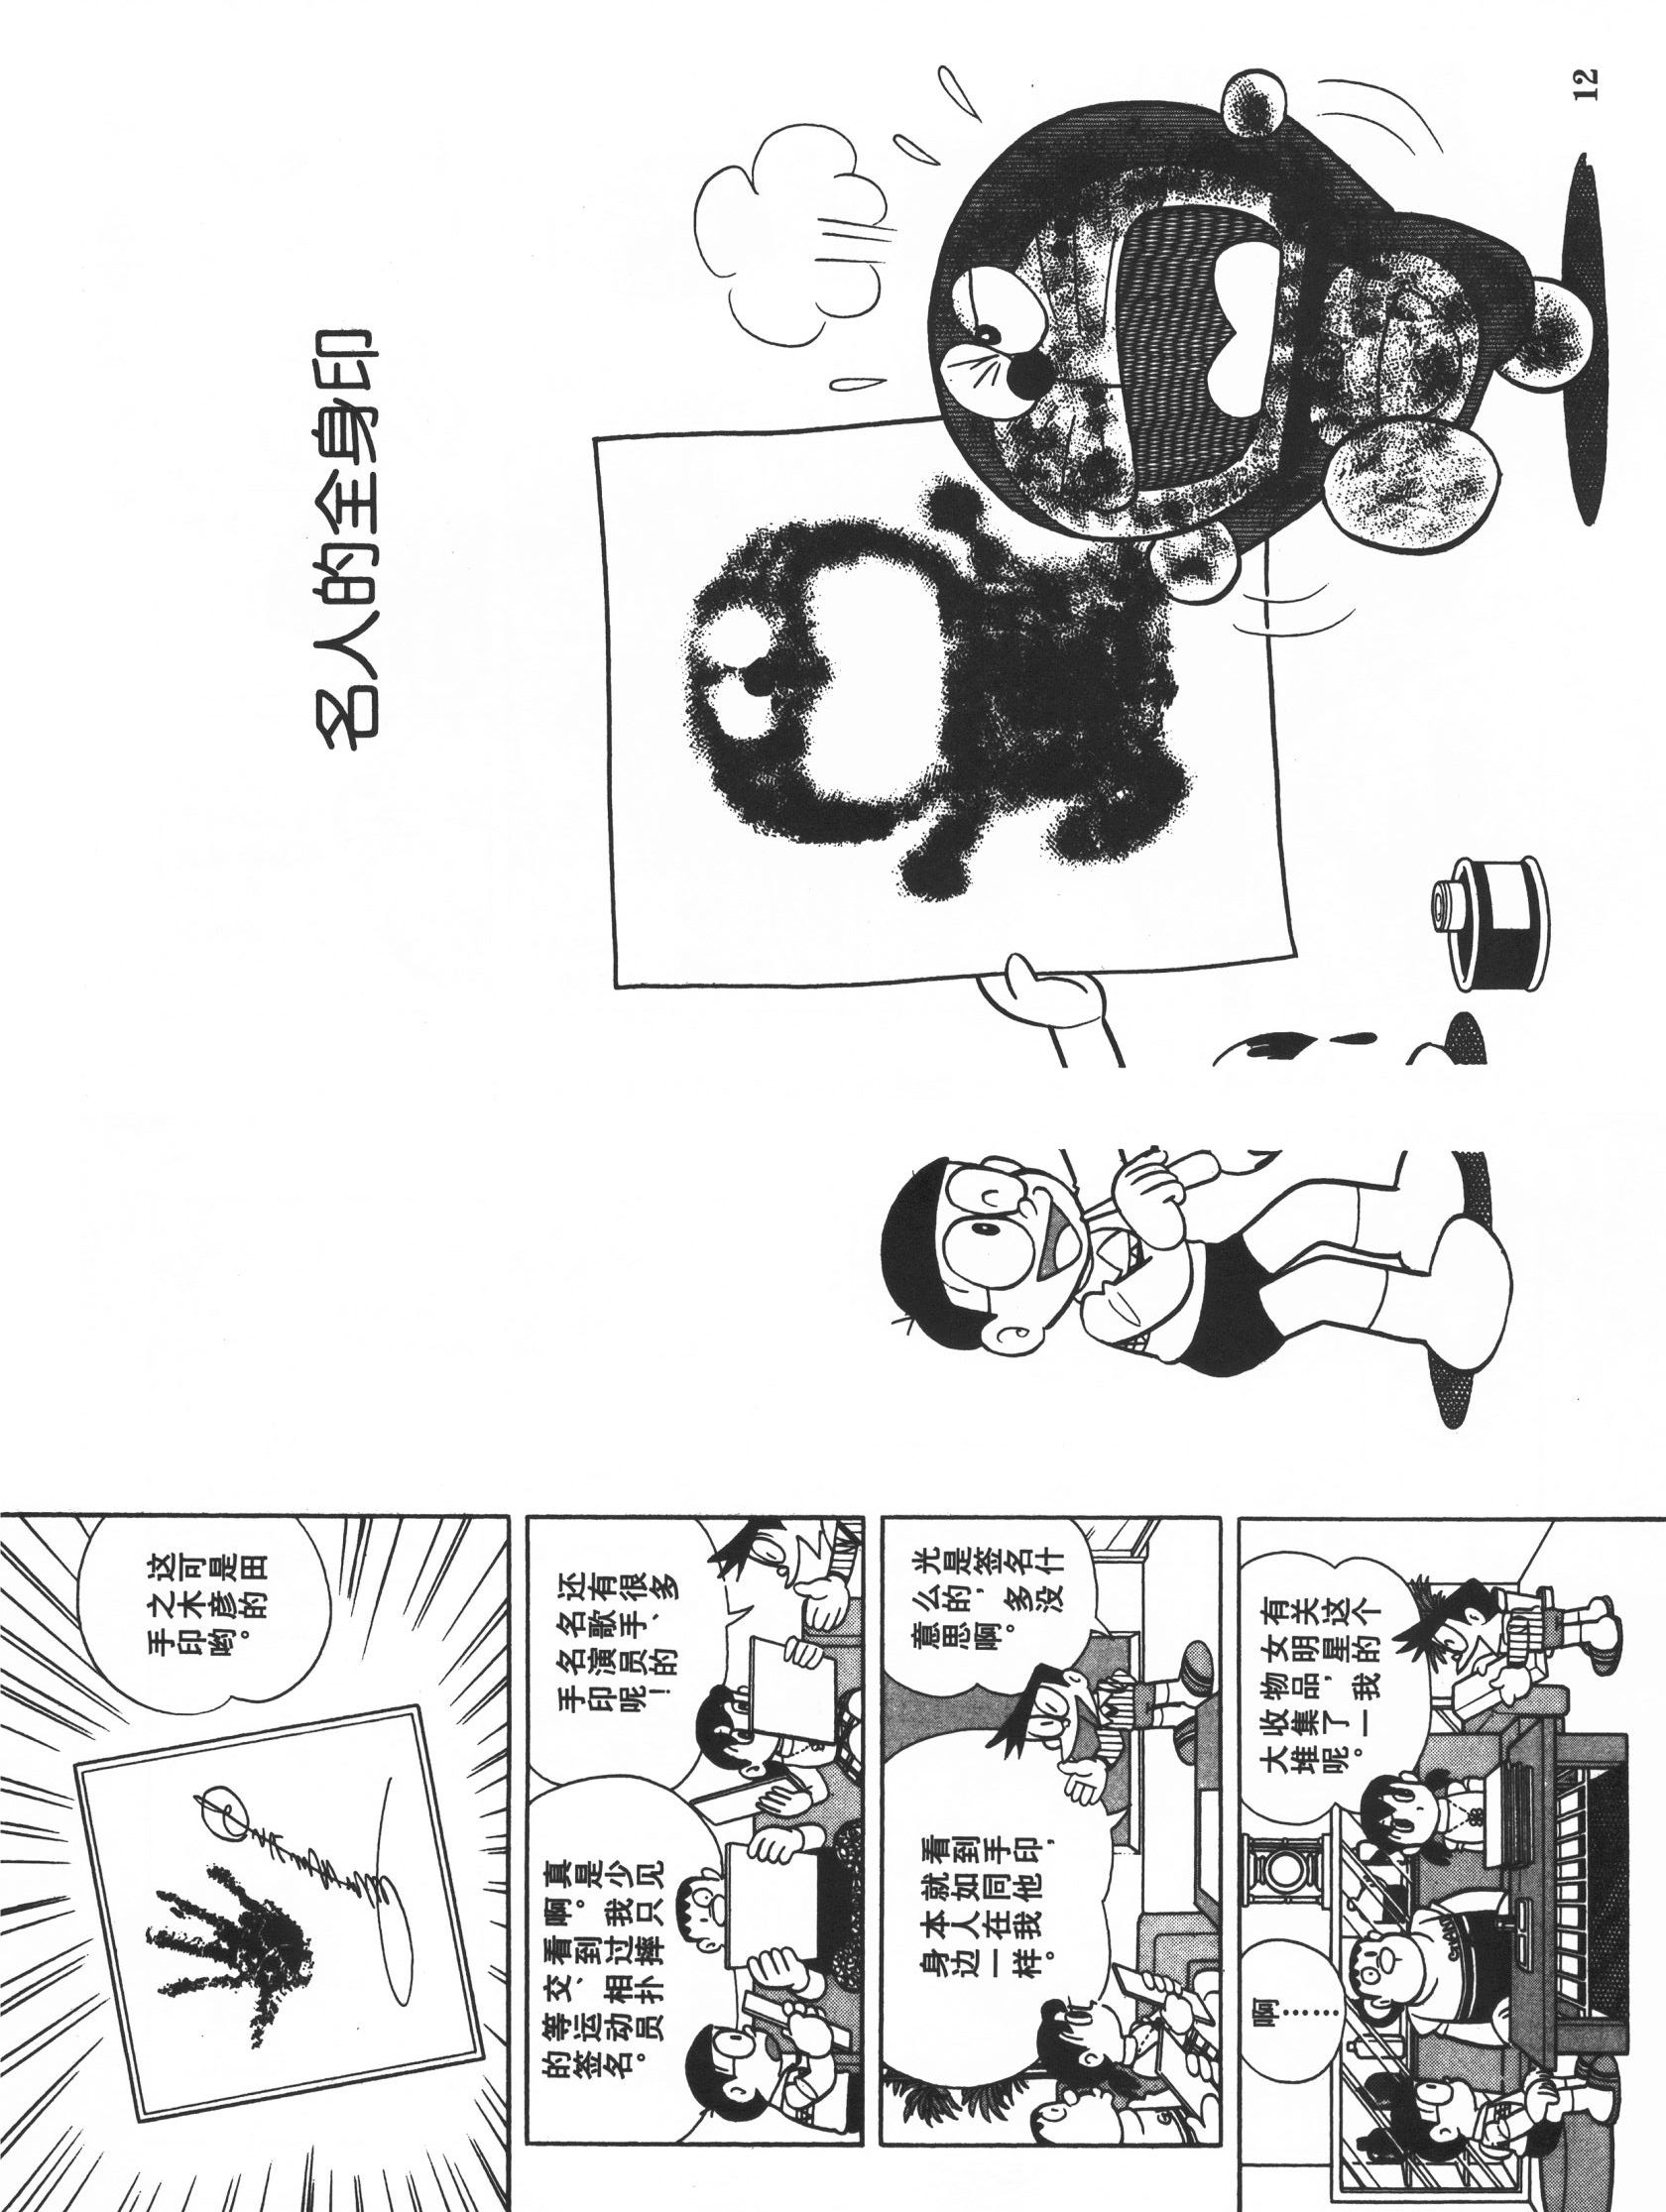 名人的全身印
12
这可是田
之木彦的
手印哟。
还有很多
名歌手、
名演员的
手印呢！
真是少见
啊。我只
看到过摔
交、相扑
等运动员
的签名。
光是签名什
么的，多没
意思啊。
看到手印，
就如同他
本人在我
身边一样。
有关这个
女明星的
物品，我
收集了一
大堆呢。
啊……
GIAN